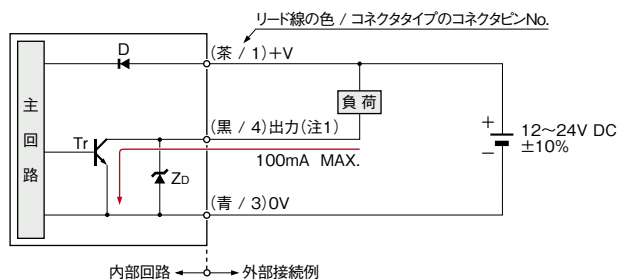 リード線の色 / コネクタタイプのコネクタピンNo.
D
(茶 / 1)+V
主回路
負荷
Tr
(黒 / 4)出力(注1)
100mA MAX.
ZD
+
−
12〜24V DC
±10%
(青 / 3)0V
内部回路
外部接続例